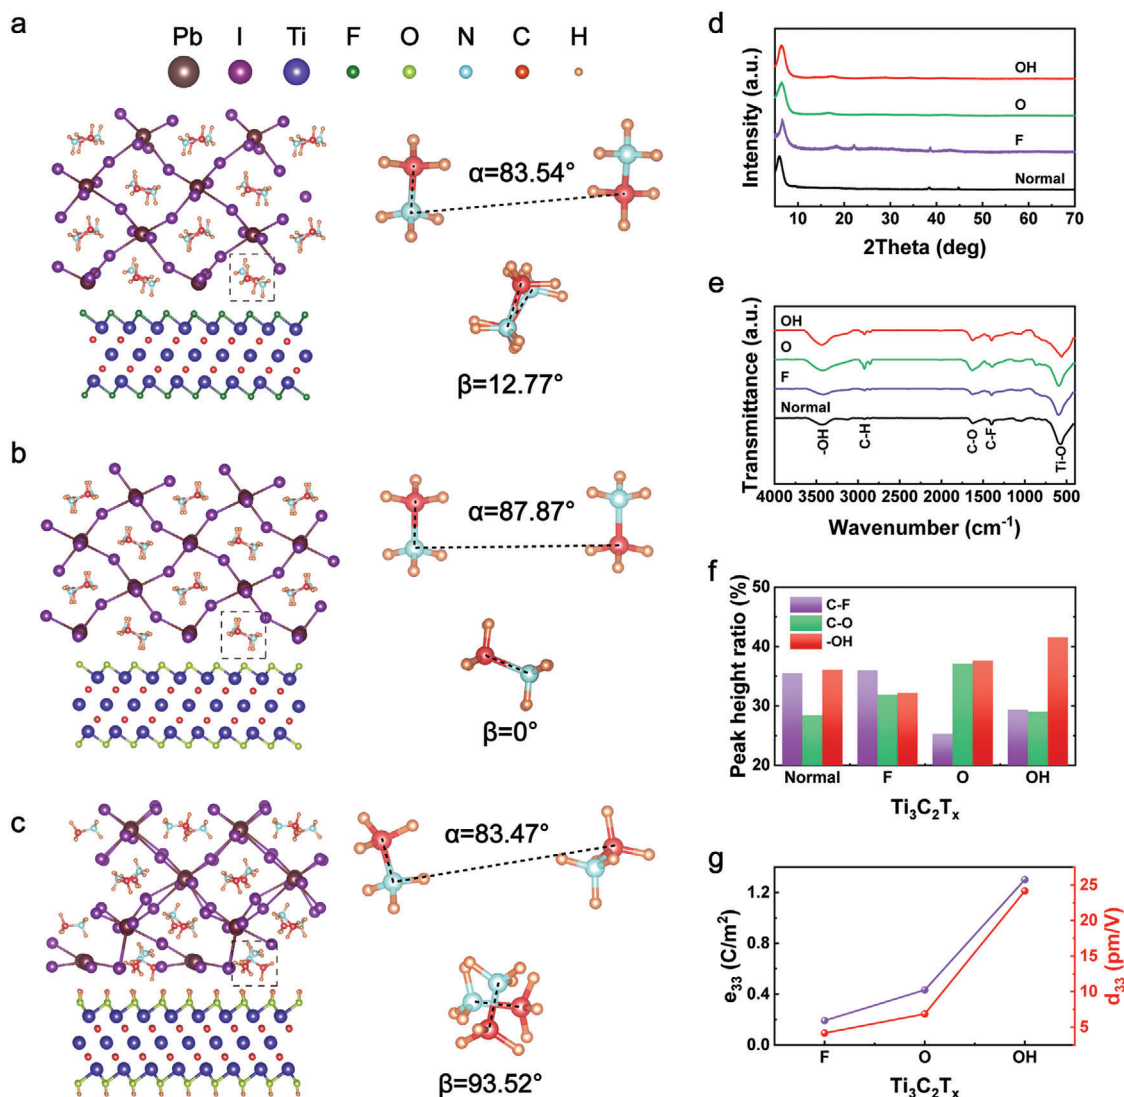 a
Pb I Ti F O N C H
α=83.54°
β=12.77°
b
α=87.87°
β=0°
c
α=83.47°
β=93.52°
d
Intensity (a.u.)
OH
O
F
Normal
10 20 30 40 50 60 70
2Theta (deg)
e
Transmittance (a.u.)
OH
O
F
Normal
-OH
C-H
C-O
C-F
Ti-O
4000 3500 3000 2500 2000 1500 1000 500
Wavenumber (cm⁻¹)
f
Peak height ratio (%)
50
40
30
20
C-F
C-O
-OH
Normal F O OH
Ti₃C₂Tₓ
g
e₃₃ (C/m²)
1.2
0.8
0.4
0.0
25
20
15
10
5
d₃₃ (pm/V)
F O OH
Ti₃C₂Tₓ